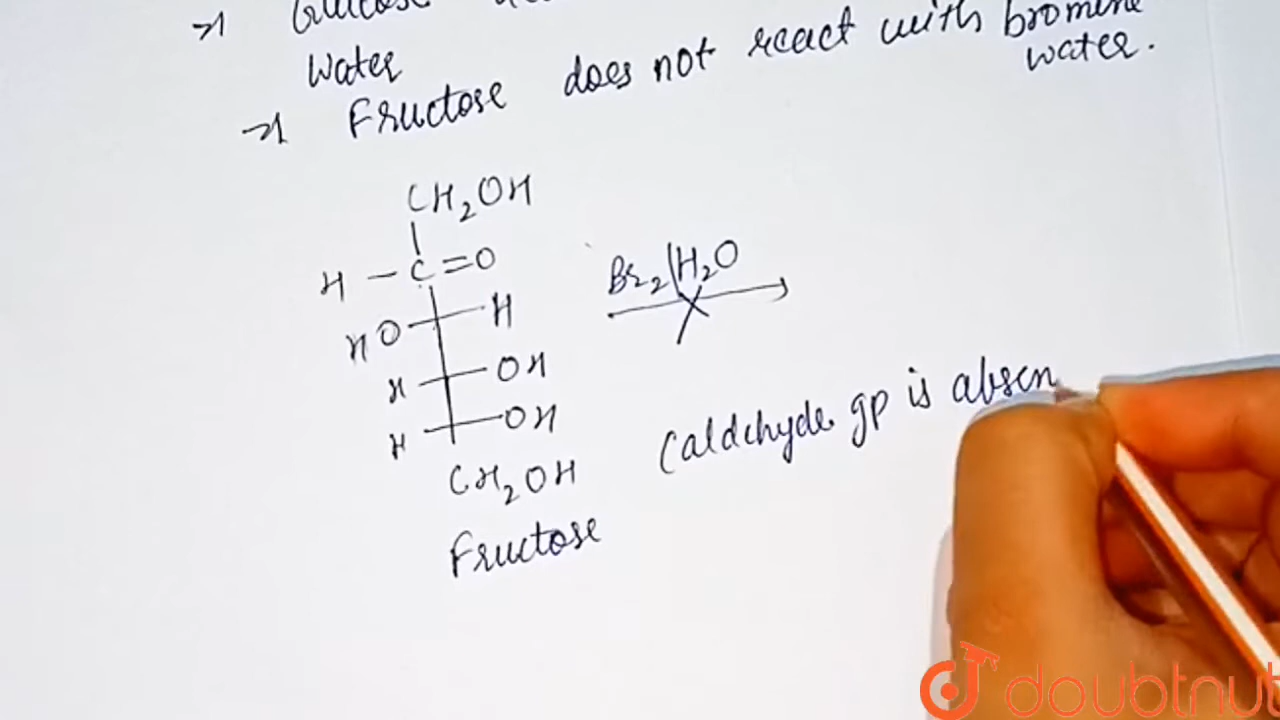 → Glucose
water
→ Fructose does not react with bromine
water.
CH2OH
H - C = O
HO H
H OH
H OH
CH2OH
Fructose
Br2/H2O
(aldehyde gp is absen
doubtnut